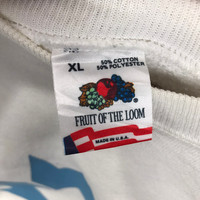 XL
50% COTTON
50% POLYESTER
FRUIT OF THE LOOM
MADE IN U.S.A.